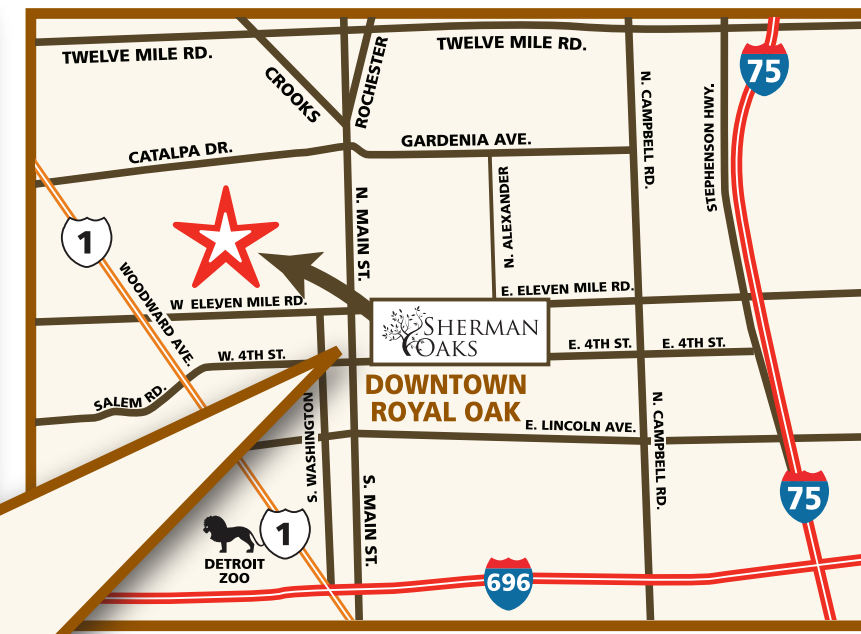 TWELVE MILE RD.
TWELVE MILE RD.
CROOKS
ROCHESTER
75
N. CAMPBELL RD.
STEPHENSON HWY.
CATALPA DR.
GARDENIA AVE.
N. MAIN ST.
N. ALEXANDER
1
WOODWARD AVE.
W ELEVEN MILE RD.
E. ELEVEN MILE RD.
SHERMAN
OAKS
W. 4TH ST.
E. 4TH ST.
E. 4TH ST.
SALEM RD.
DOWNTOWN
ROYAL OAK
E. LINCOLN AVE.
S. WASHINGTON
N. CAMPBELL RD.
S. MAIN ST.
75
1
DETROIT
ZOO
696